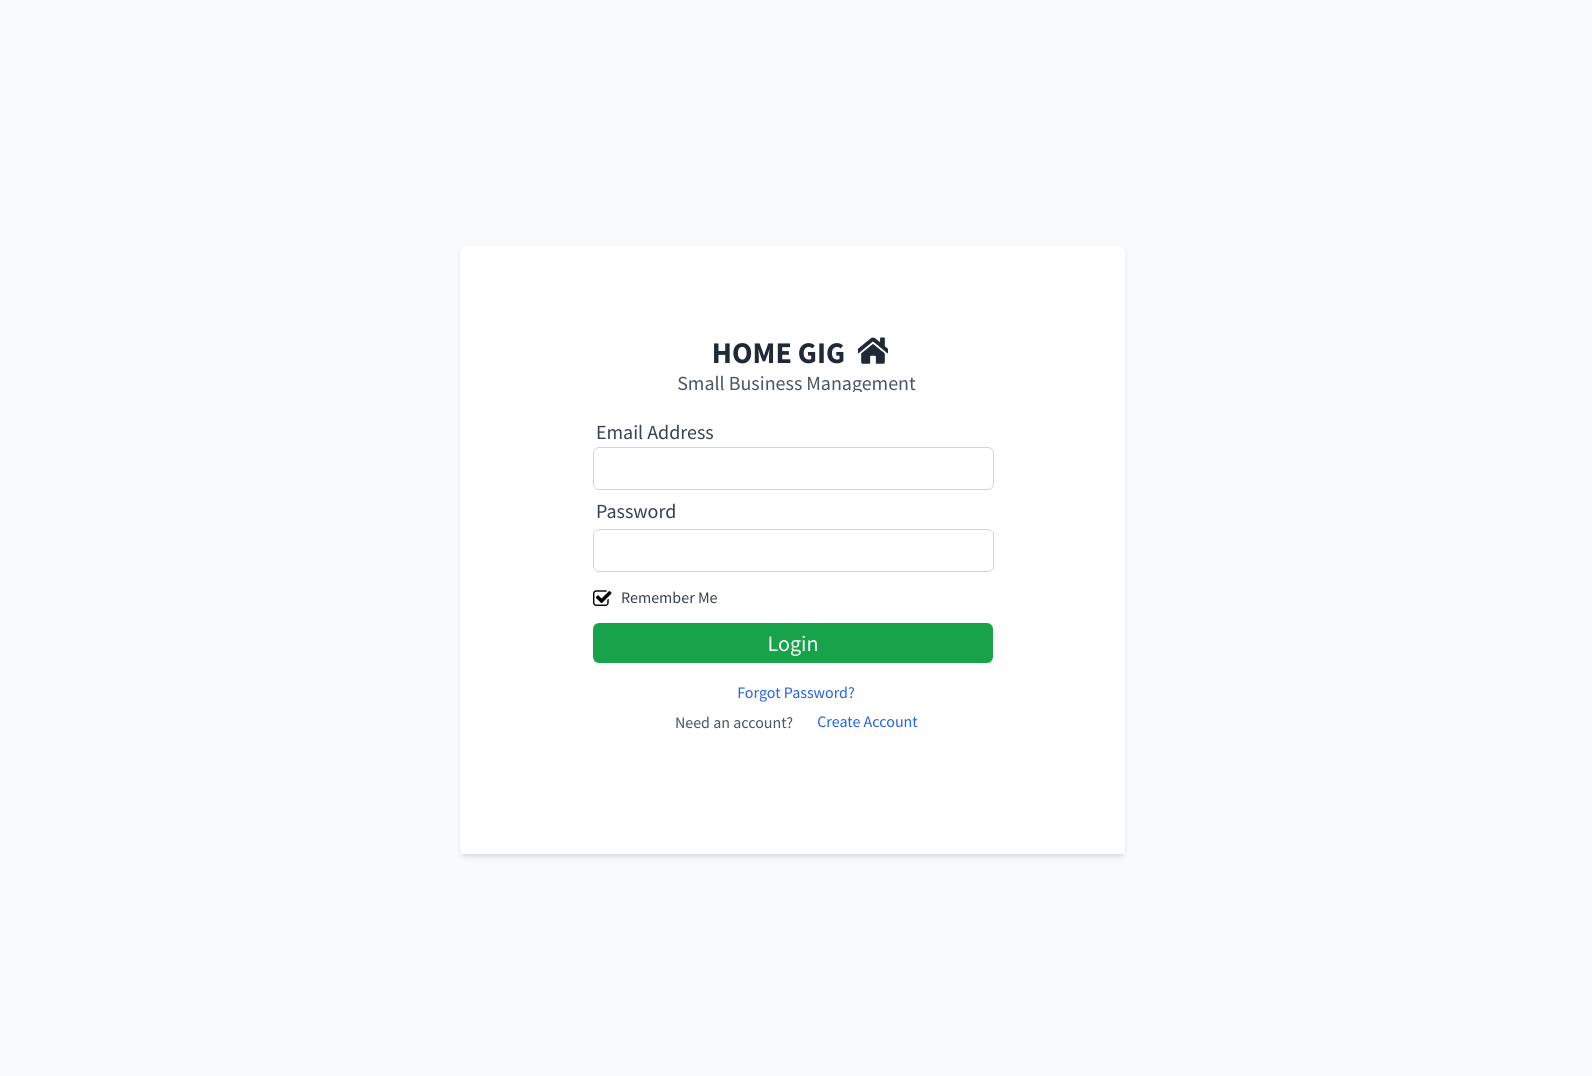 HOME GIG
Small Business Management
Email Address
Password
Remember Me
Login
Forgot Password?
Need an account? Create Account